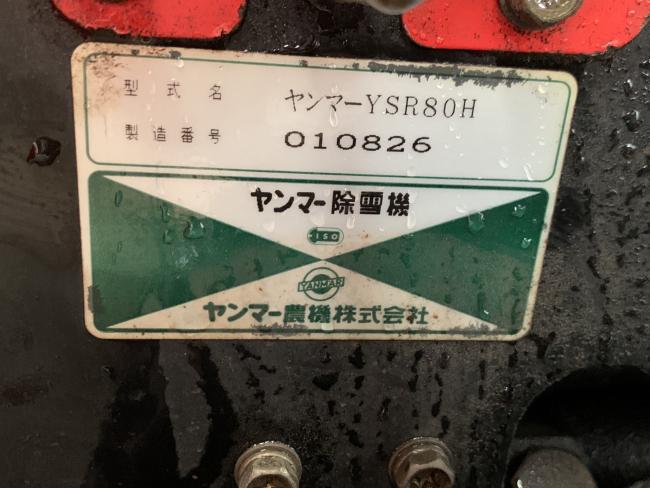 型式名 ヤンマーYSR80H
製造番号 010826
ヤンマー除雪機
ISO
YANMAR
ヤンマー農機株式会社